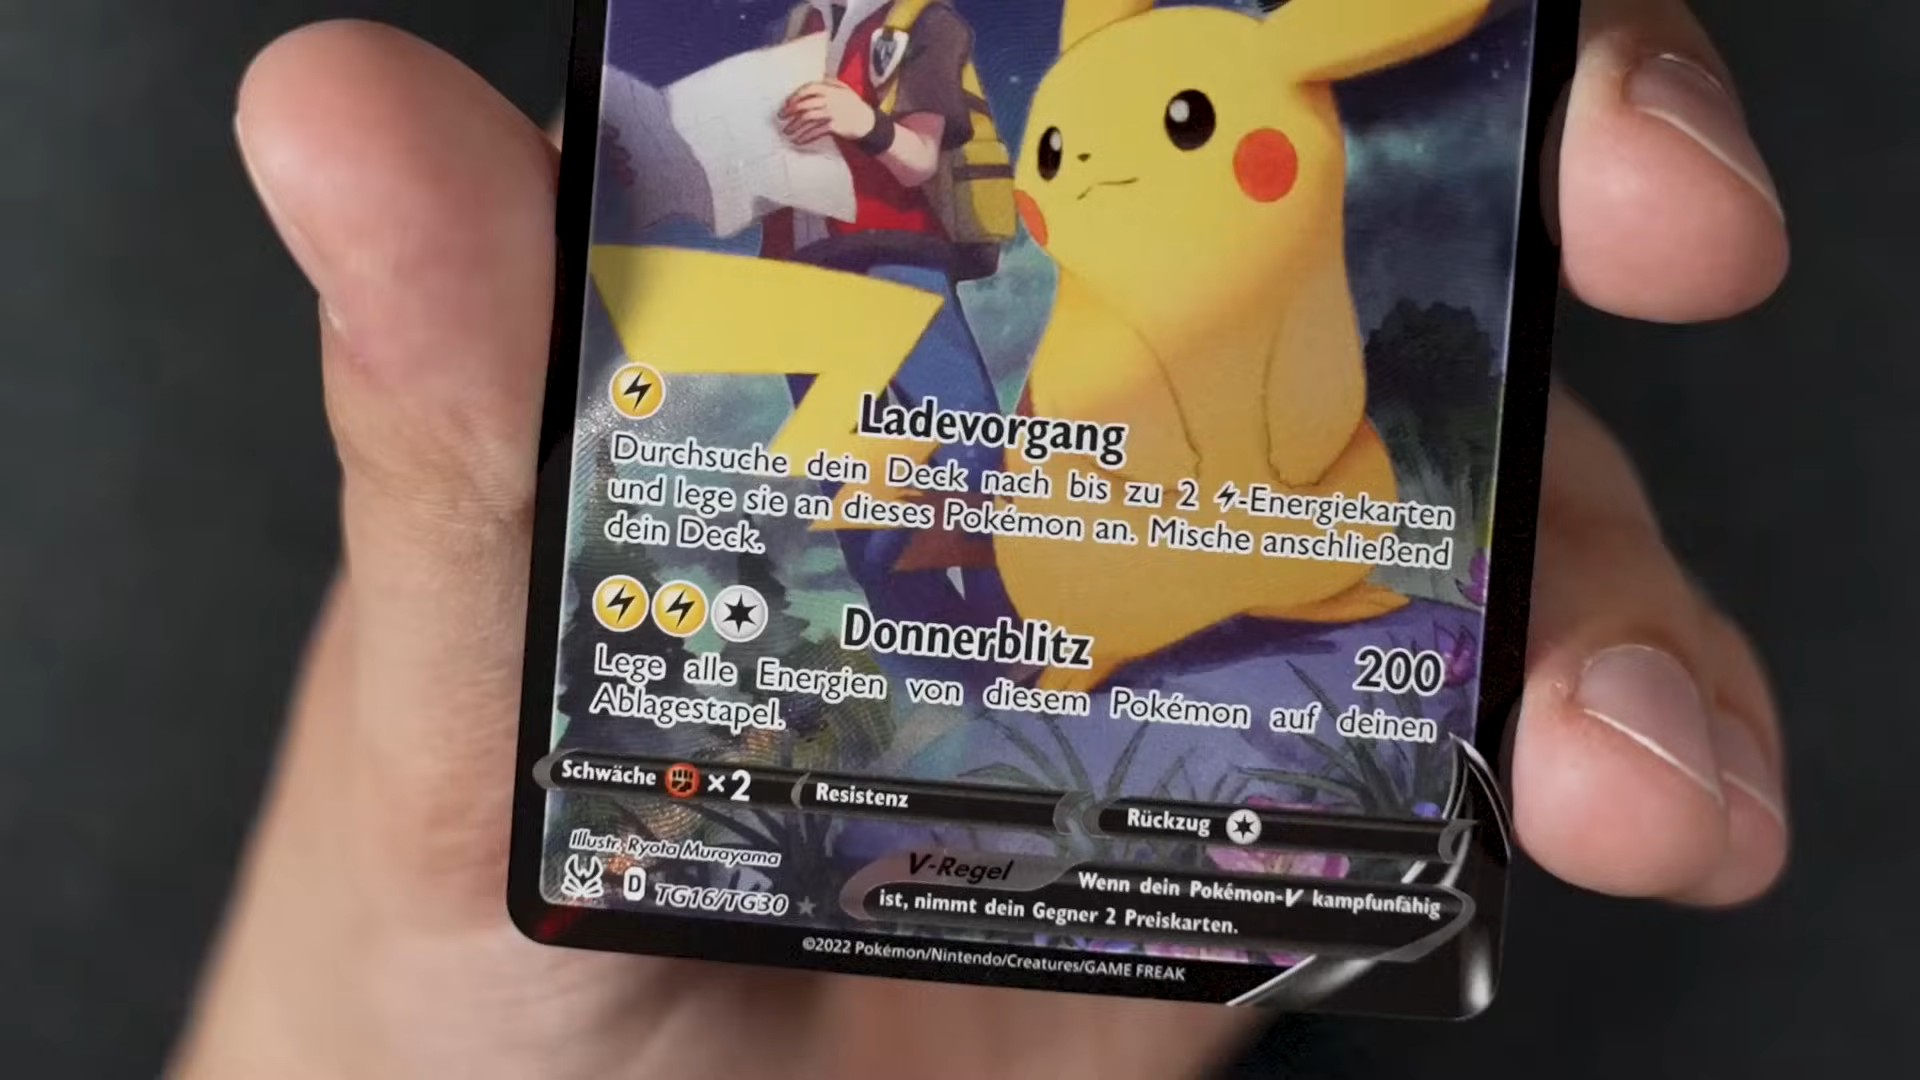 Ladevorgang
Durchsuche dein Deck nach bis zu 2 -Energiekarten
und lege sie an dieses Pokémon an. Mische anschließend
dein Deck.
Donnerblitz 200
Lege alle Energien von diesem Pokémon auf deinen
Ablagestapel.
Schwäche ×2 Resistenz Rückzug
Illustr. Ryota Murayama
D TG16/TG30
V-Regel Wenn dein Pokémon-V kampfunfähig
ist, nimmt dein Gegner 2 Preiskarten.
©2022 Pokémon/Nintendo/Creatures/GAME FREAK